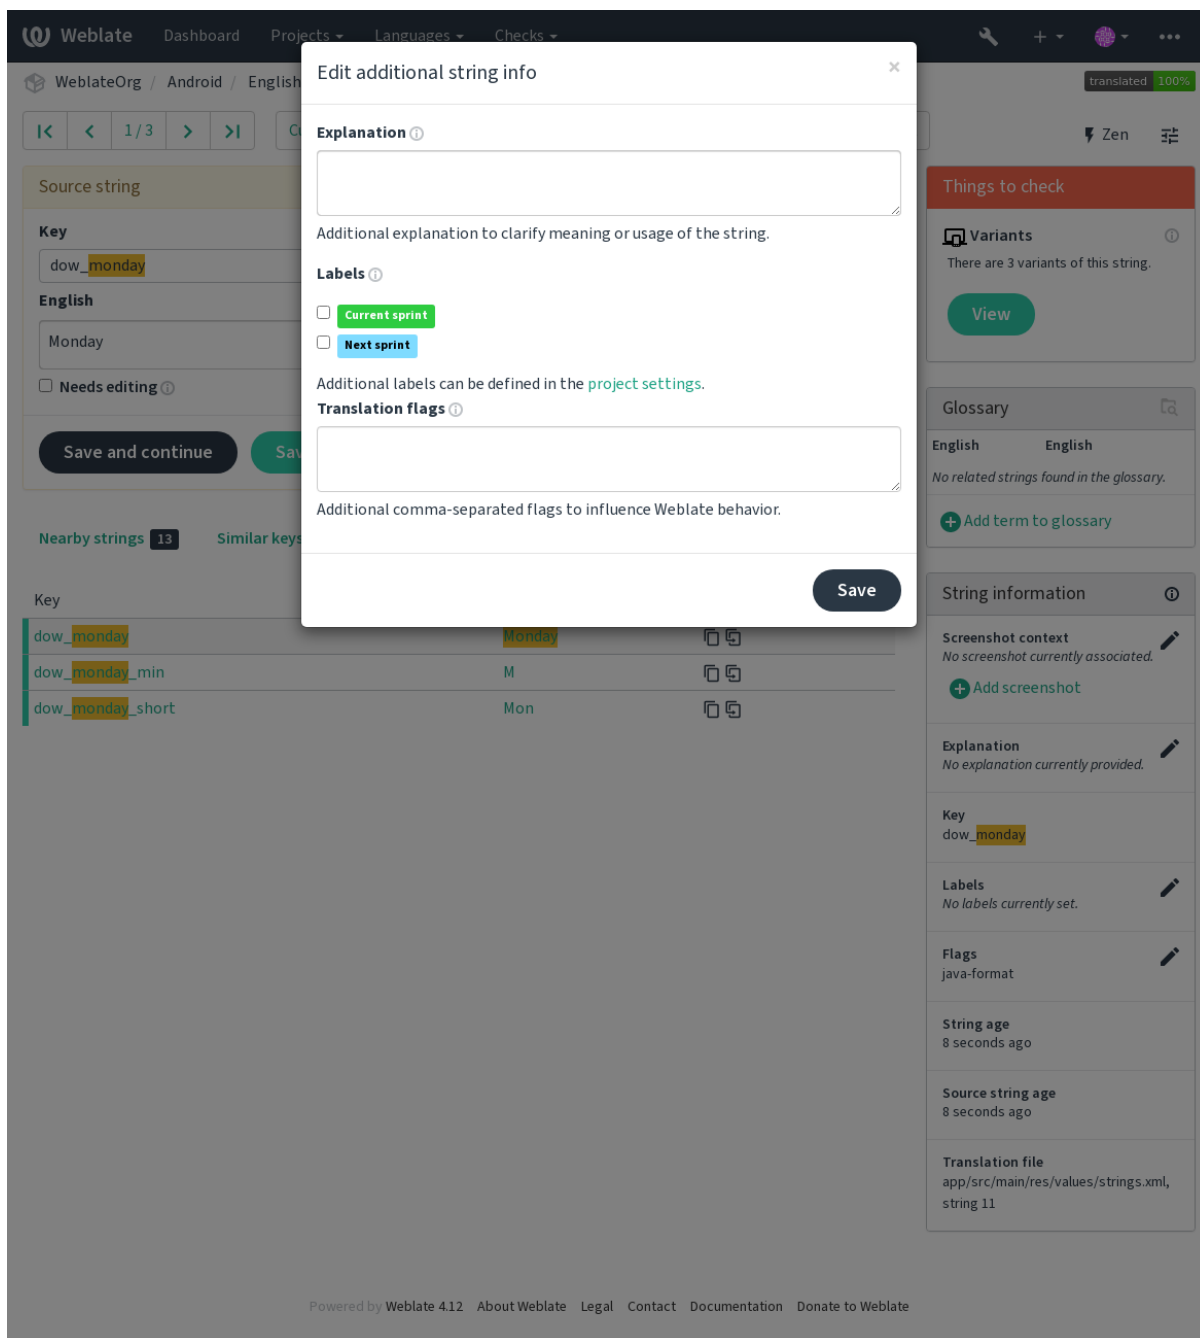 Weblate Dashboard Projects Languages Checks
WeblateOrg / Android / English
translated 100%
1 / 3
Zen
Edit additional string info ×
Explanation
Additional explanation to clarify meaning or usage of the string.
Labels
Current sprint
Next sprint
Additional labels can be defined in the project settings.
Translation flags
Additional comma-separated flags to influence Weblate behavior.
Save
Source string
Key
dow_monday
English
Monday
Needs editing
Save and continue
Nearby strings 13 Similar keys
Key
dow_monday Monday
dow_monday_min M
dow_monday_short Mon
Things to check
Variants
There are 3 variants of this string.
View
Glossary
English English
No related strings found in the glossary.
Add term to glossary
String information
Screenshot context
No screenshot currently associated.
Add screenshot
Explanation
No explanation currently provided.
Key
dow_monday
Labels
No labels currently set.
Flags
java-format
String age
8 seconds ago
Source string age
8 seconds ago
Translation file
app/src/main/res/values/strings.xml,
string 11
Powered by Weblate 4.12 About Weblate Legal Contact Documentation Donate to Weblate